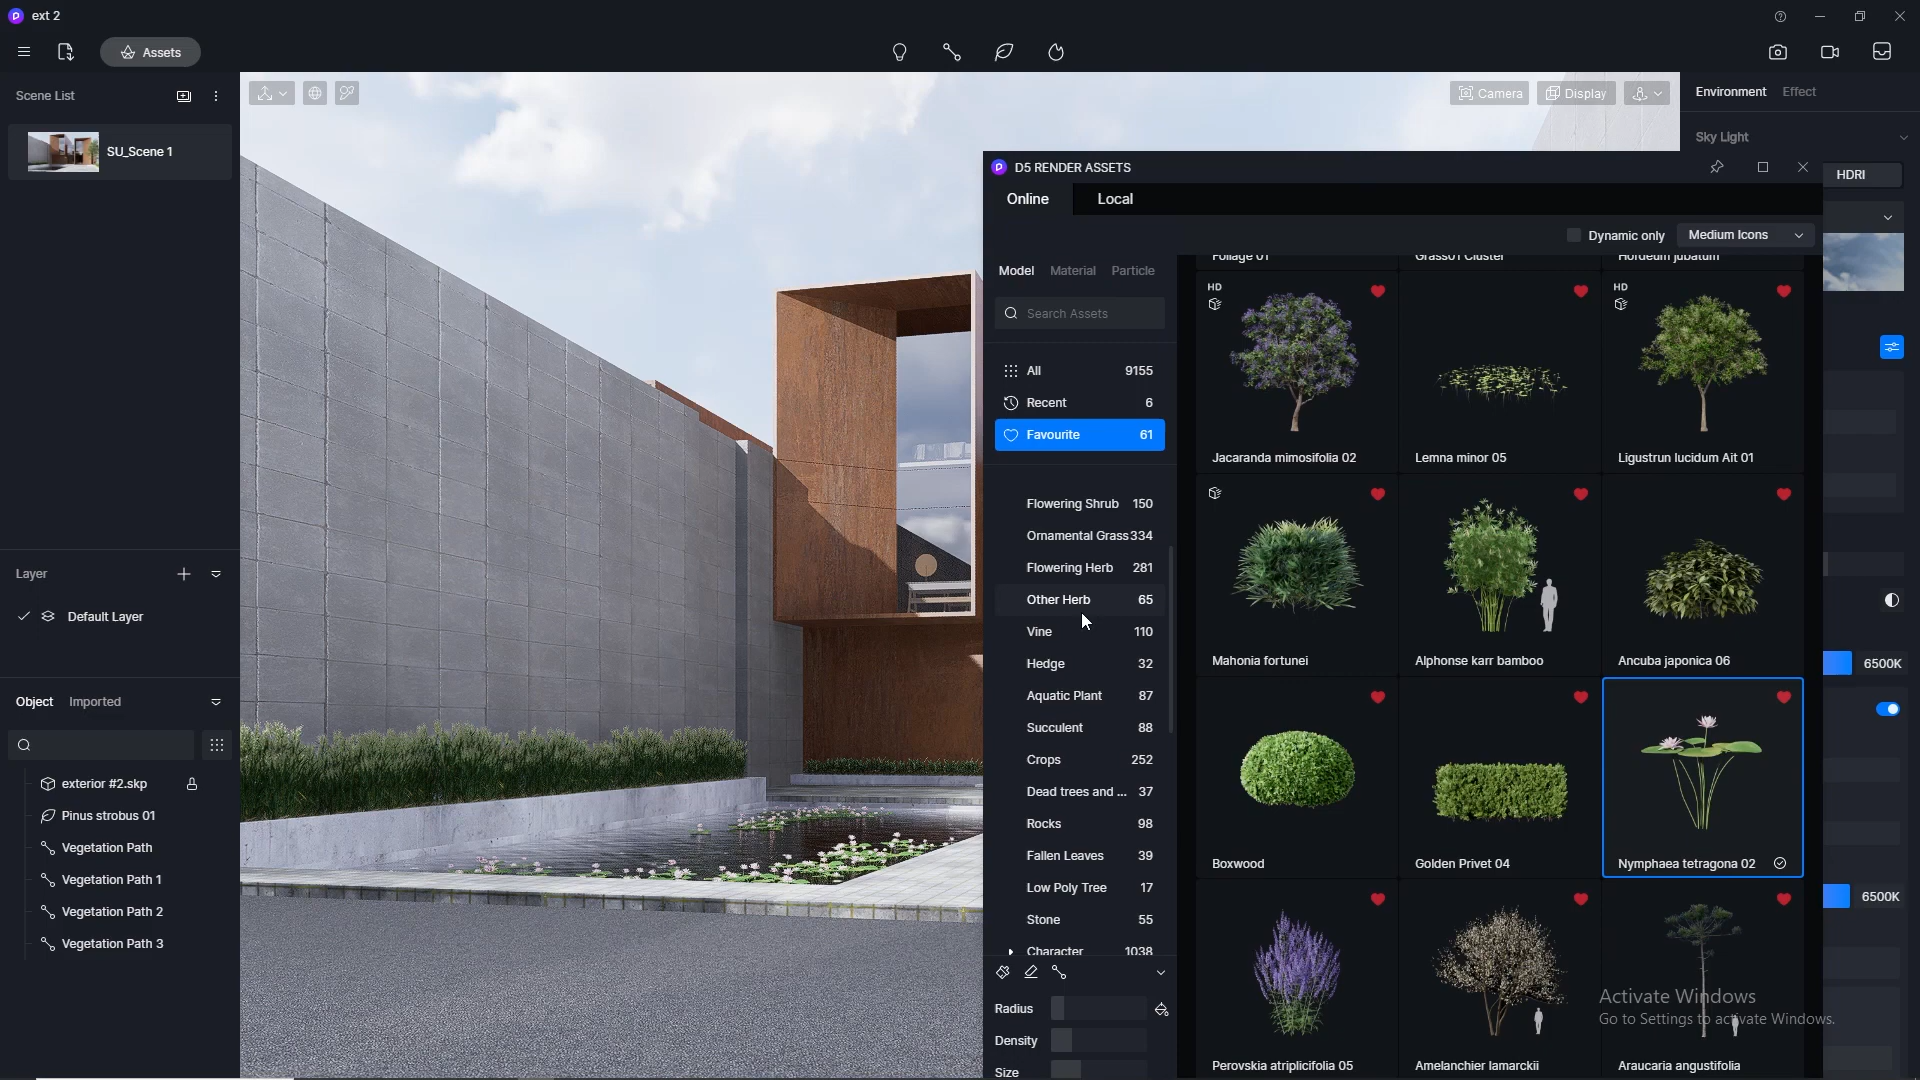 ext 2
Assets
Scene List
SU_Scene 1
Camera
Display
Environment
Effect
Sky Light
HDRI
D5 RENDER ASSETS
Online
Local
Dynamic only
Medium Icons
Model
Material
Particle
Search Assets
All 9155
Recent 6
Favourite 61
Flowering Shrub 150
Ornamental Grass 334
Flowering Herb 281
Other Herb 65
Vine 110
Hedge 32
Aquatic Plant 87
Succulent 88
Crops 252
Dead trees and ... 37
Rocks 98
Fallen Leaves 39
Low Poly Tree 17
Stone 55
Character 1038
Radius
Density
Size
Foliage 01
Grass01 Cluster
Hordeum jubatum
HD
HD
Jacaranda mimosifolia 02
Lemna minor 05
Ligustrun lucidum Ait 01
Mahonia fortunei
Alphonse karr bamboo
Ancuba japonica 06
Boxwood
Golden Privet 04
Nymphaea tetragona 02
Perovskia atriplicifolia 05
Amelanchier lamarckii
Araucaria angustifolia
6500K
6500K
Layer
Default Layer
Object
Imported
exterior #2.skp
Pinus strobus 01
Vegetation Path
Vegetation Path 1
Vegetation Path 2
Vegetation Path 3
Activate Windows
Go to Settings to activate Windows.